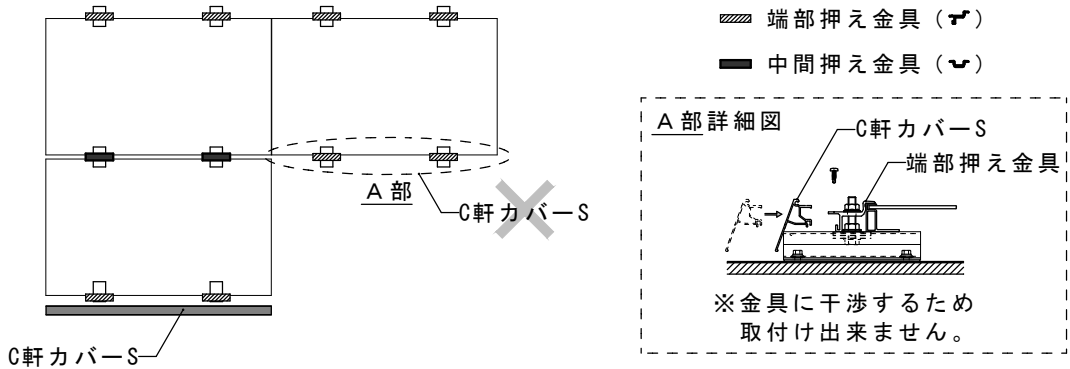 端部押え金具()
中間押え金具()
A部詳細図
C軒カバーS
端部押え金具
A部
C軒カバーS
※金具に干渉するため
取付け出来ません。
C軒カバーS